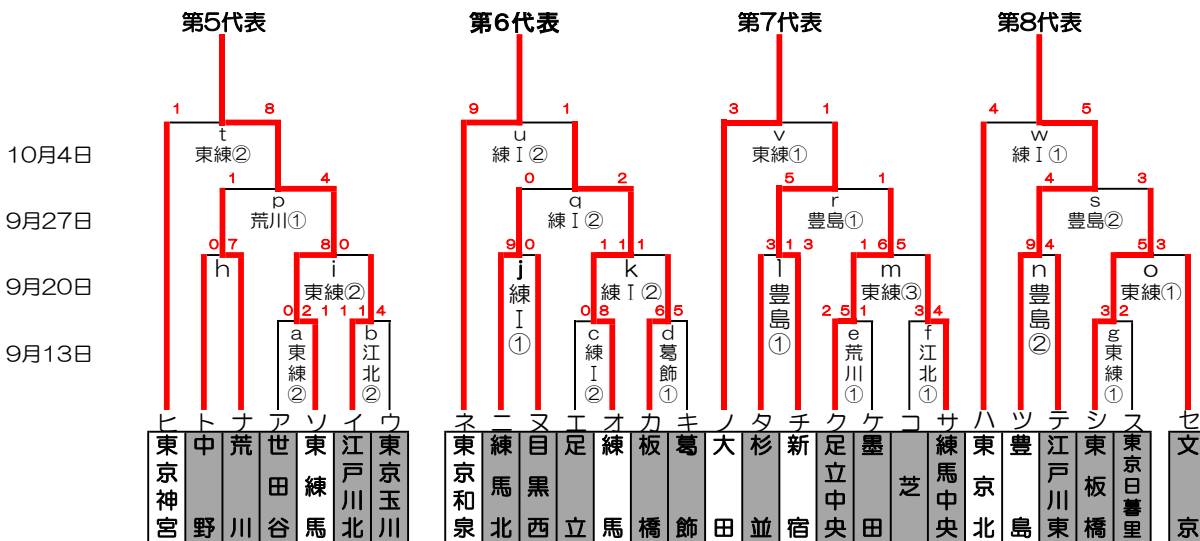 第5代表 第6代表 第7代表 第8代表
1 8 9 1 3 1 4 5
t u v w
10月4日 東練② 練Ⅰ② 東練① 練Ⅰ①
1 4 0 2 5 1 4 3
p q r s
9月27日 荒川① 練Ⅰ② 豊島① 豊島②
0 7 8 0 9 0 1 1 1 3 1 3 1 6 5 9 4 5 3
h i j k l m n o
9月20日 東練② 練Ⅰ① 練Ⅰ② 豊島① 東練③ 豊島② 東練①
0 2 1 1 1 4 0 8 6 5 2 5 1 3 4 3 2
a b c d e f g
9月13日 東練② 江北② 練Ⅰ② 葛飾① 荒川① 江北① 東練①
ヒ ト ナ ア ソ イ ウ ネ ニ ヌ エ オ カ キ ノ タ チ ク ケ コ サ ハ ツ テ シ ス セ
東京神宮 中野 荒川 世田谷 東練馬 江戸川北 東京玉川 東京和泉 練馬北 目黒西 足立 練馬 板橋 葛飾 大田 杉並 新宿 足立中央 墨田 芝 練馬中央 東京北 豊島 江戸川東 東板橋 東京日暮里 文京